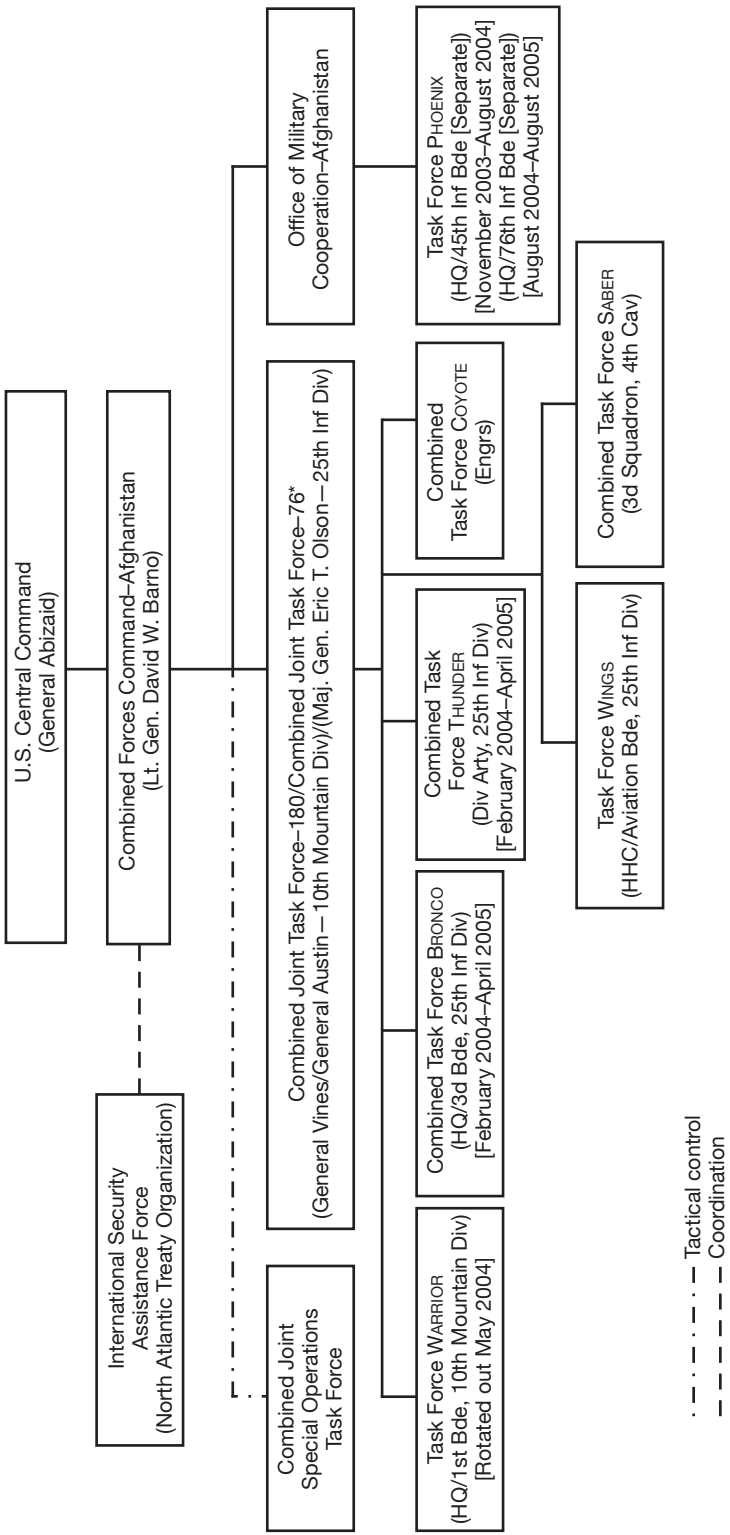 U.S. Central Command
(General Abizaid)
Combined Forces Command–Afghanistan
(Lt. Gen. David W. Barno)
International Security
Assistance Force
(North Atlantic Treaty Organization)
Combined Joint
Special Operations
Task Force
Combined Joint Task Force–180/Combined Joint Task Force–76*
(General Vines/General Austin—10th Mountain Div)/(Maj. Gen. Eric T. Olson—25th Inf Div)
Office of Military
Cooperation–Afghanistan
Task Force WARRIOR
(HQ/1st Bde, 10th Mountain Div)
[Rotated out May 2004]
Combined Task Force BRONCO
(HQ/3d Bde, 25th Inf Div)
[February 2004–April 2005]
Combined Task
Force THUNDER
(Div Arty, 25th Inf Div)
[February 2004–April 2005]
Combined
Task Force COYOTE
(Engrs)
Task Force PHOENIX
(HQ/45th Inf Bde [Separate])
[November 2003–August 2004]
(HQ/76th Inf Bde [Separate])
[August 2004–August 2005]
Task Force WINGS
(HHC/Aviation Bde, 25th Inf Div)
Combined Task Force SABER
(3d Squadron, 4th Cav)
Tactical control
Coordination